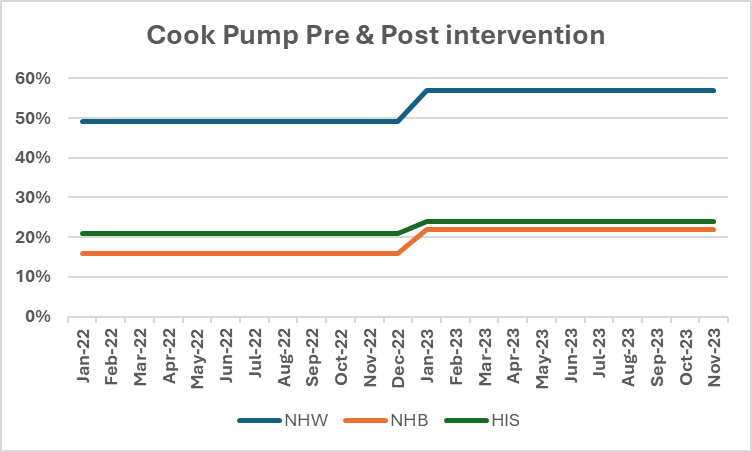 Cook Pump Pre & Post intervention
60%
50%
40%
30%
20%
10%
0%
Jan-22 Feb-22 Mar-22 Apr-22 May-22 Jun-22 Jul-22 Aug-22 Sep-22 Oct-22 Nov-22 Dec-22 Jan-23 Feb-23 Mar-23 Apr-23 May-23 Jun-23 Jul-23 Aug-23 Sep-23 Oct-23 Nov-23
NHW NHB HIS